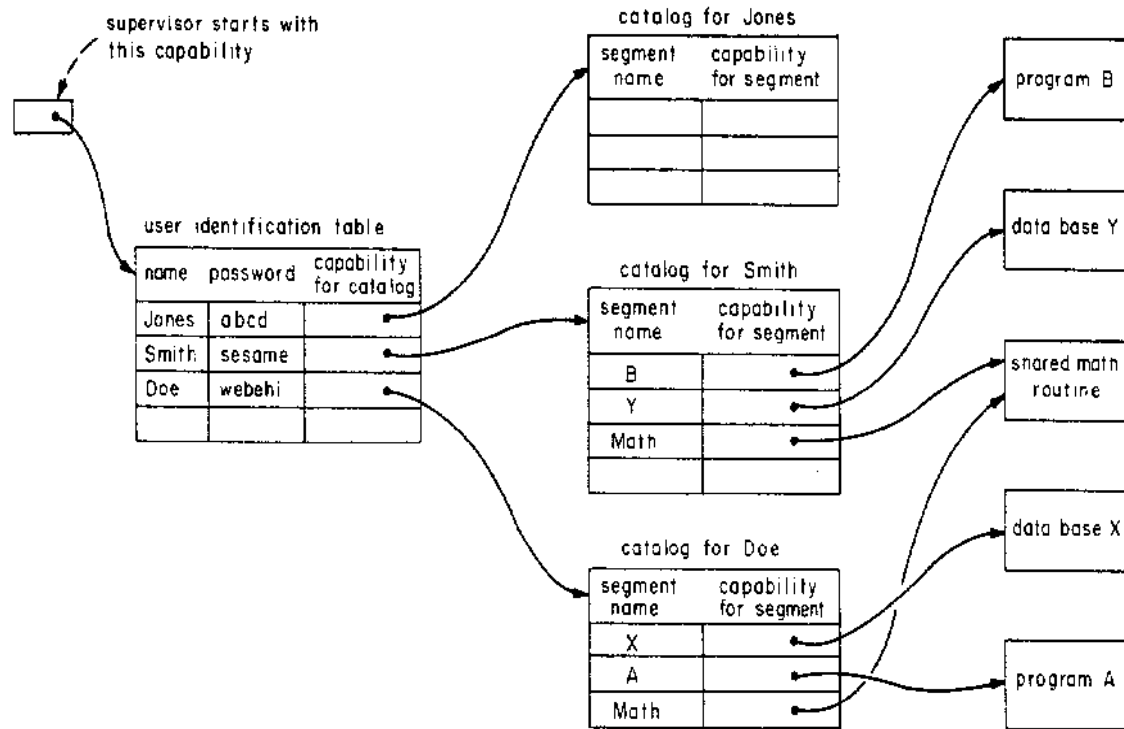 supervisor starts with
this capability
user identification table
name password capability
for catalog
Jones abcd
Smith sesame
Doe webehi
catalog for Jones
segment capability
name for segment
catalog for Smith
segment capability
name for segment
B
Y
Math
catalog for Doe
segment capability
name for segment
X
A
Math
program B
data base Y
snared math
routine
data base X
program A